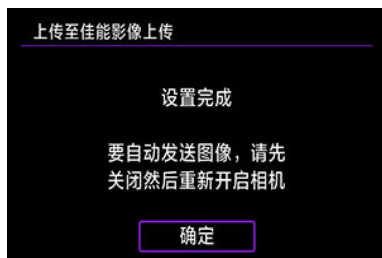 上传至佳能影像上传
设置完成
要自动发送图像，请先
关闭然后重新开启相机
确定